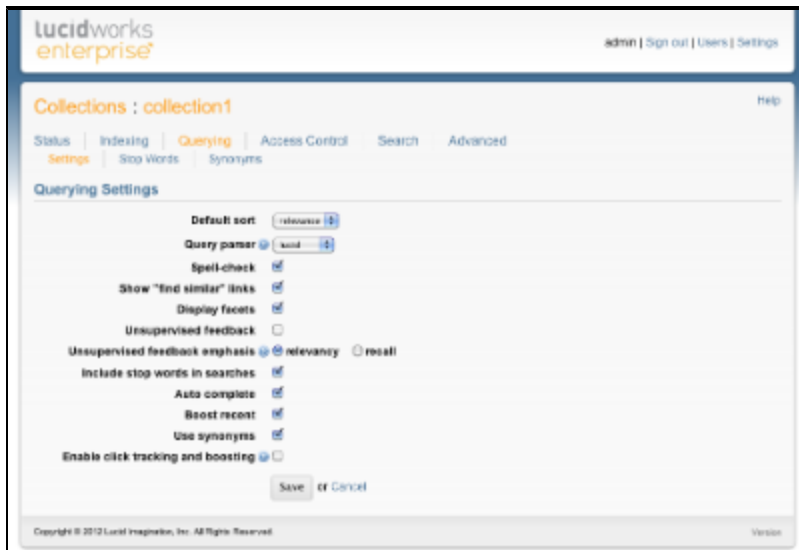 lucidworks
enterprise
admin | Sign out | Users | Settings
Collections : collection1
Help
Status | Indexing | Querying | Access Control | Search | Advanced
Settings | Stop Words | Synonyms
Querying Settings
Default sort relevance
Query parser lucid
Spell-check
Show "find similar" links
Display facets
Unsupervised feedback
Unsupervised feedback emphasis relevancy recall
Include stop words in searches
Auto complete
Boost recent
Use synonyms
Enable click tracking and boosting
Save or Cancel
Copyright © 2012 Lucid Imagination, Inc. All Rights Reserved
Version